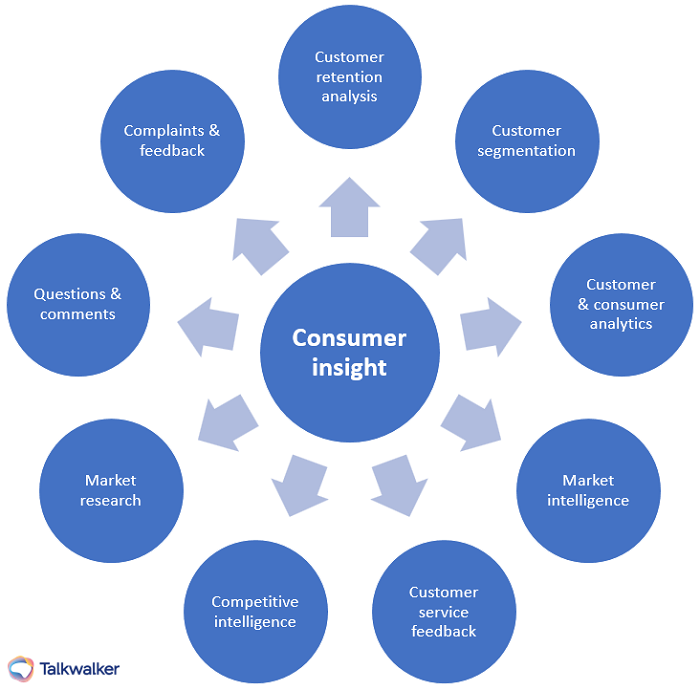 Customer
retention
analysis
Customer
segmentation
Customer
& consumer
analytics
Market
intelligence
Customer
service
feedback
Competitive
intelligence
Market
research
Questions &
comments
Complaints &
feedback
Consumer
insight
Talkwalker